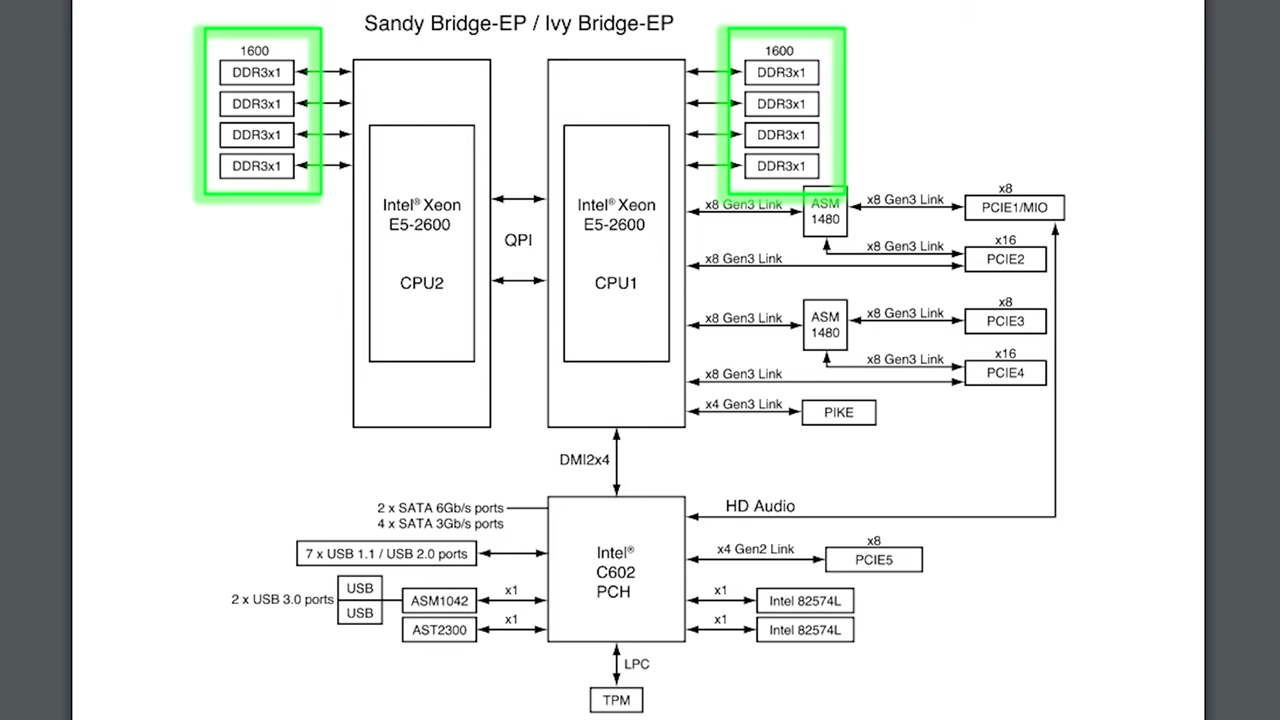 Sandy Bridge-EP / Ivy Bridge-EP
1600
DDR3x1
DDR3x1
DDR3x1
DDR3x1
Intel® Xeon
E5-2600
CPU2
QPI
Intel® Xeon
E5-2600
CPU1
1600
DDR3x1
DDR3x1
DDR3x1
DDR3x1
x8 Gen3 Link
ASM
1480
x8 Gen3 Link
x8
PCIE1/MIO
x8 Gen3 Link
x16
PCIE2
x8 Gen3 Link
x8 Gen3 Link
ASM
1480
x8 Gen3 Link
x8
PCIE3
x8 Gen3 Link
x16
PCIE4
x8 Gen3 Link
x4 Gen3 Link
PIKE
DMI2x4
2 x SATA 6Gb/s ports
4 x SATA 3Gb/s ports
7 x USB 1.1 / USB 2.0 ports
2 x USB 3.0 ports
USB
USB
ASM1042
x1
AST2300
x1
Intel®
C602
PCH
HD Audio
x4 Gen2 Link
x8
PCIE5
x1
Intel 82574L
x1
Intel 82574L
LPC
TPM